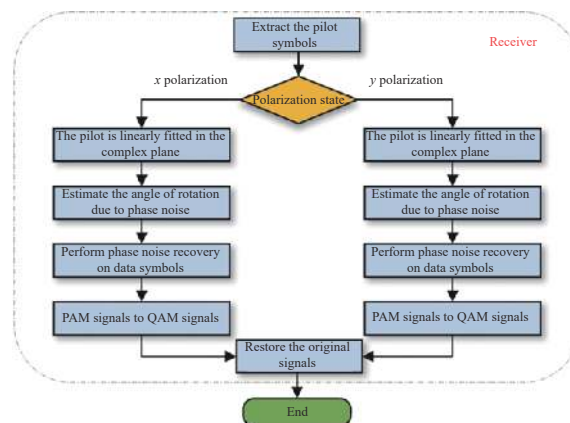 Extract the pilot
symbols
Receiver
x polarization
y polarization
Polarization state
The pilot is linearly fitted in the
complex plane
Estimate the angle of rotation
due to phase noise
Perform phase noise recovery
on data symbols
PAM signals to QAM signals
The pilot is linearly fitted in the
complex plane
Estimate the angle of rotation
due to phase noise
Perform phase noise recovery
on data symbols
PAM signals to QAM signals
Restore the original
signals
End